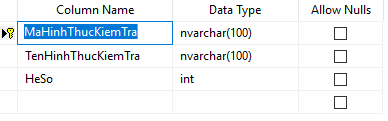 Column Name Data Type Allow Nulls
MaHinhThucKiemTra nvarchar(100)
TenHinhThucKiemTra nvarchar(100)
HeSo int